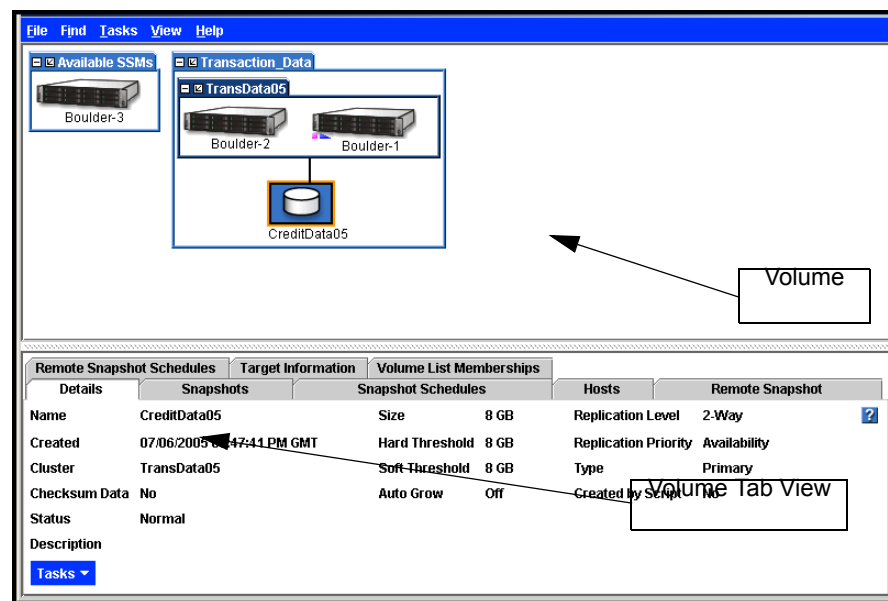 File Find Tasks View Help
Available SSMs
Transaction_Data
TransData05
Boulder-3
Boulder-2
Boulder-1
CreditData05
Volume
Remote Snapshot Schedules Target Information Volume List Memberships
Details Snapshots Snapshot Schedules Hosts Remote Snapshot
Name CreditData05 Size 8 GB Replication Level 2-Way ?
Created 07/06/2005 :47:41 PM GMT Hard Threshold 8 GB Replication Priority Availability
Cluster TransData05 Soft Threshold 8 GB Type Primary
Checksum Data No Auto Grow Off Created by Script No
Volume Tab View
Status Normal
Description
Tasks